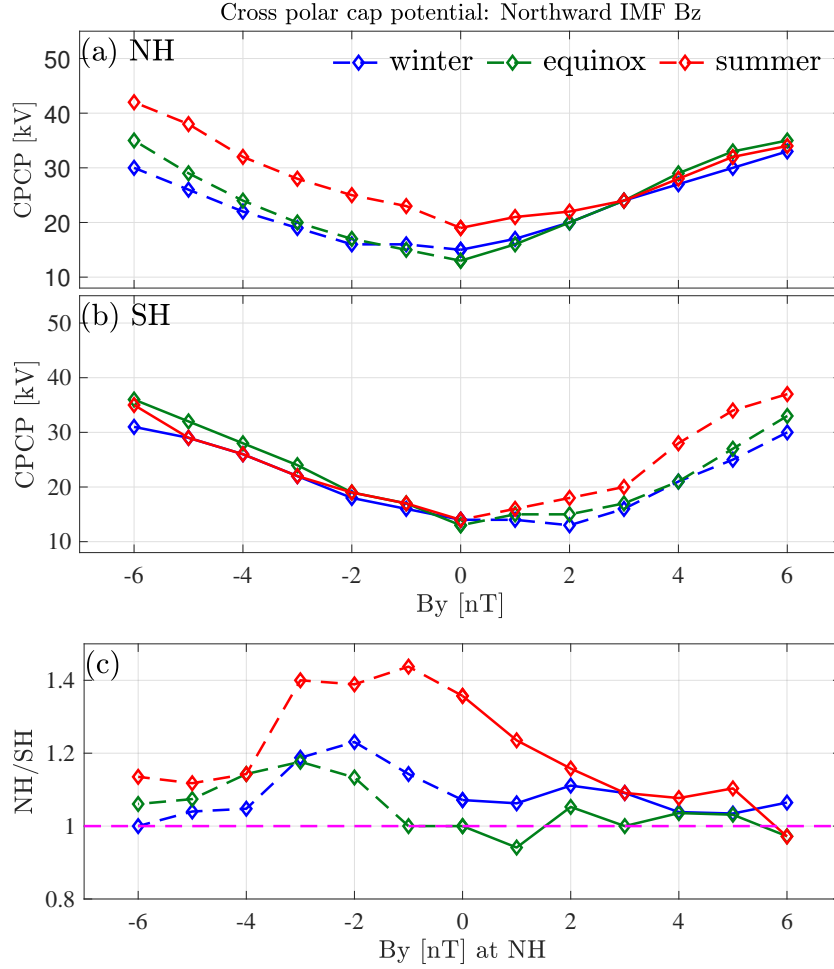 Cross polar cap potential: Northward IMF Bz
(a) NH
winter equinox summer
50
40
30
20
10
CPCP [kV]
(b) SH
50
40
30
20
10
CPCP [kV]
-6 -4 -2 0 2 4 6
By [nT]
(c)
1.4
1.2
1
0.8
NH/SH
-6 -4 -2 0 2 4 6
By [nT] at NH